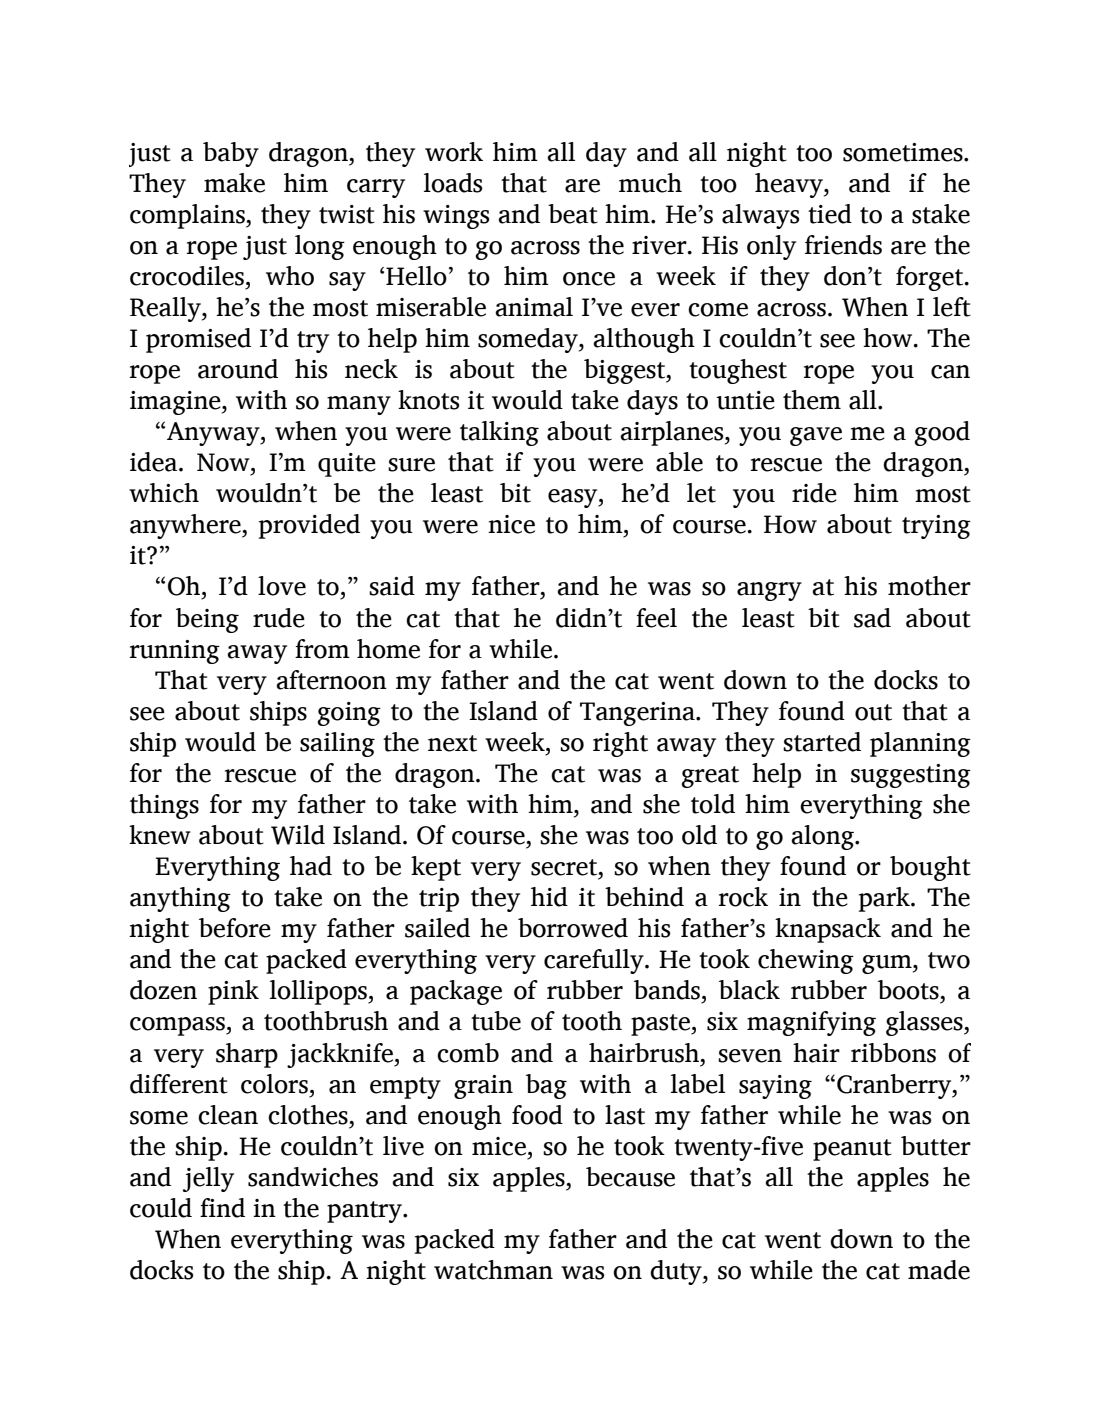 just a baby dragon, they work him all day and all night too sometimes.
They make him carry loads that are much too heavy, and if he
complains, they twist his wings and beat him. He’s always tied to a stake
on a rope just long enough to go across the river. His only friends are the
crocodiles, who say ‘Hello’ to him once a week if they don’t forget.
Really, he’s the most miserable animal I’ve ever come across. When I left
I promised I’d try to help him someday, although I couldn’t see how. The
rope around his neck is about the biggest, toughest rope you can
imagine, with so many knots it would take days to untie them all.
“Anyway, when you were talking about airplanes, you gave me a good
idea. Now, I’m quite sure that if you were able to rescue the dragon,
which wouldn’t be the least bit easy, he’d let you ride him most
anywhere, provided you were nice to him, of course. How about trying
it?”
“Oh, I’d love to,” said my father, and he was so angry at his mother
for being rude to the cat that he didn’t feel the least bit sad about
running away from home for a while.
That very afternoon my father and the cat went down to the docks to
see about ships going to the Island of Tangerina. They found out that a
ship would be sailing the next week, so right away they started planning
for the rescue of the dragon. The cat was a great help in suggesting
things for my father to take with him, and she told him everything she
knew about Wild Island. Of course, she was too old to go along.
Everything had to be kept very secret, so when they found or bought
anything to take on the trip they hid it behind a rock in the park. The
night before my father sailed he borrowed his father’s knapsack and he
and the cat packed everything very carefully. He took chewing gum, two
dozen pink lollipops, a package of rubber bands, black rubber boots, a
compass, a toothbrush and a tube of tooth paste, six magnifying glasses,
a very sharp jackknife, a comb and a hairbrush, seven hair ribbons of
different colors, an empty grain bag with a label saying “Cranberry,”
some clean clothes, and enough food to last my father while he was on
the ship. He couldn’t live on mice, so he took twenty-five peanut butter
and jelly sandwiches and six apples, because that’s all the apples he
could find in the pantry.
When everything was packed my father and the cat went down to the
docks to the ship. A night watchman was on duty, so while the cat made